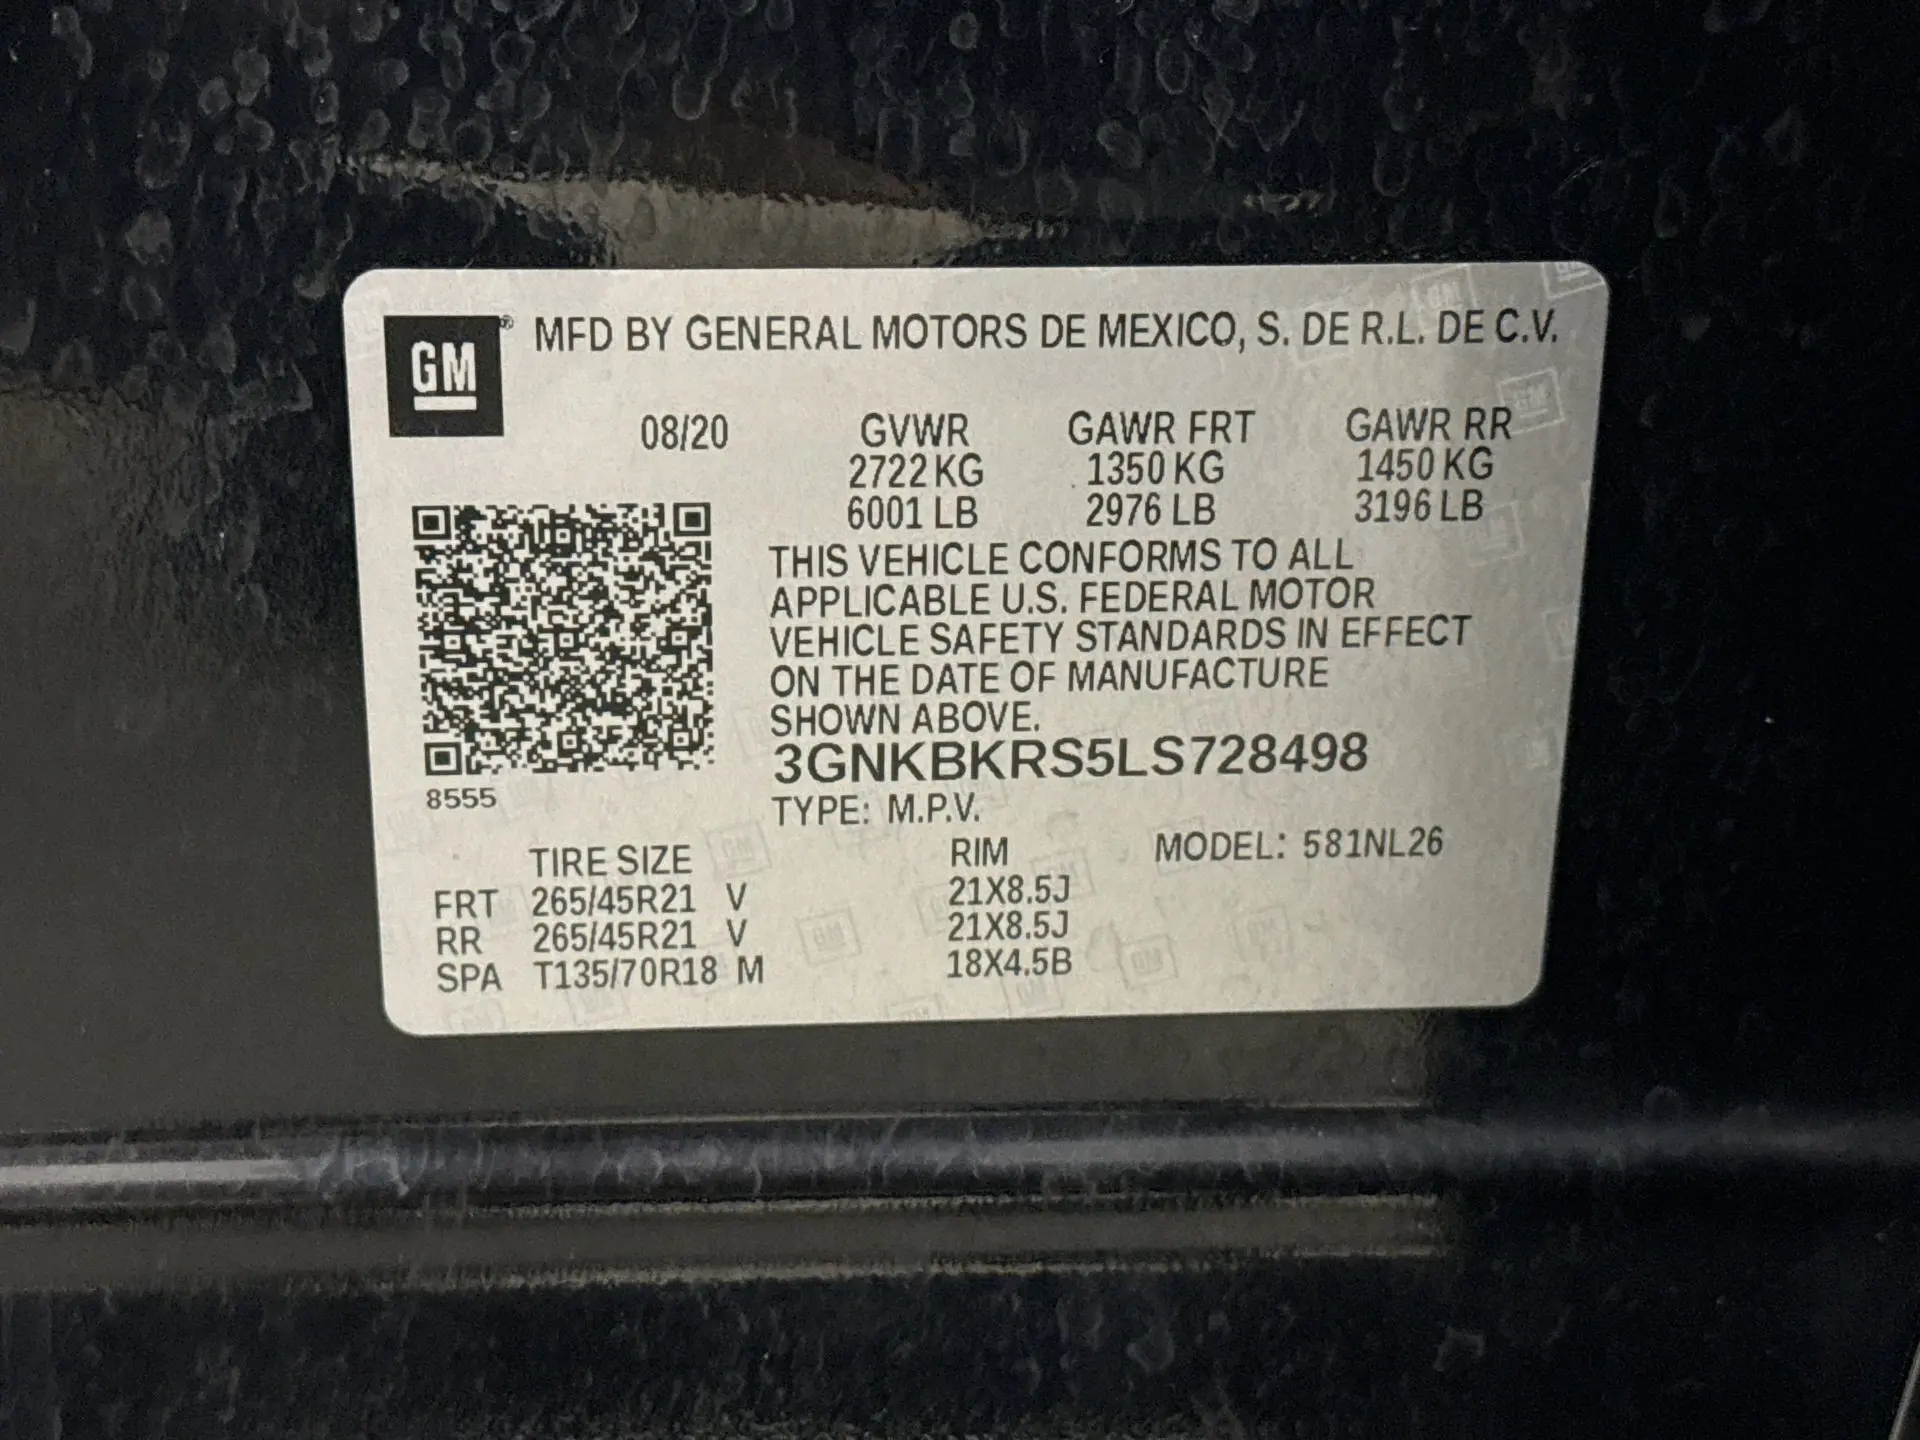 GM® MFD BY GENERAL MOTORS DE MEXICO, S. DE R.L. DE C.V.
08/20 GVWR GAWR FRT GAWR RR
2722 KG 1350 KG 1450 KG
6001 LB 2976 LB 3196 LB
THIS VEHICLE CONFORMS TO ALL
APPLICABLE U.S. FEDERAL MOTOR
VEHICLE SAFETY STANDARDS IN EFFECT
ON THE DATE OF MANUFACTURE
SHOWN ABOVE.
3GNKBKRS5LS728498
8555
TYPE: M.P.V.
TIRE SIZE RIM MODEL: 581NL26
FRT 265/45R21 V 21X8.5J
RR 265/45R21 V 21X8.5J
SPA T135/70R18 M 18X4.5B